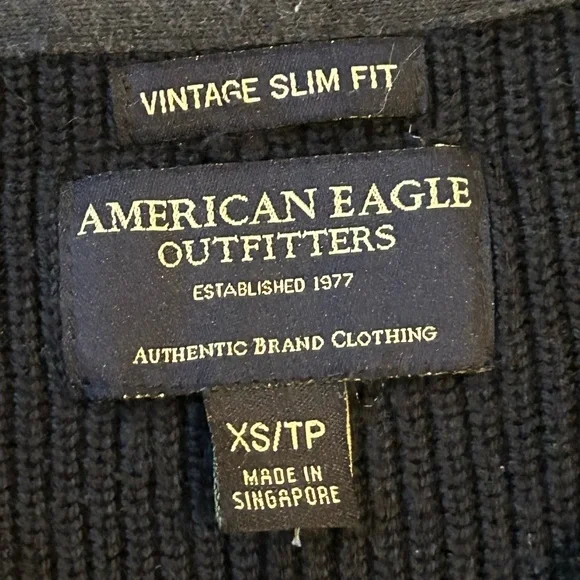 VINTAGE SLIM FIT
AMERICAN EAGLE
OUTFITTERS
ESTABLISHED 1977
AUTHENTIC BRAND CLOTHING
XS/TP
MADE IN
SINGAPORE